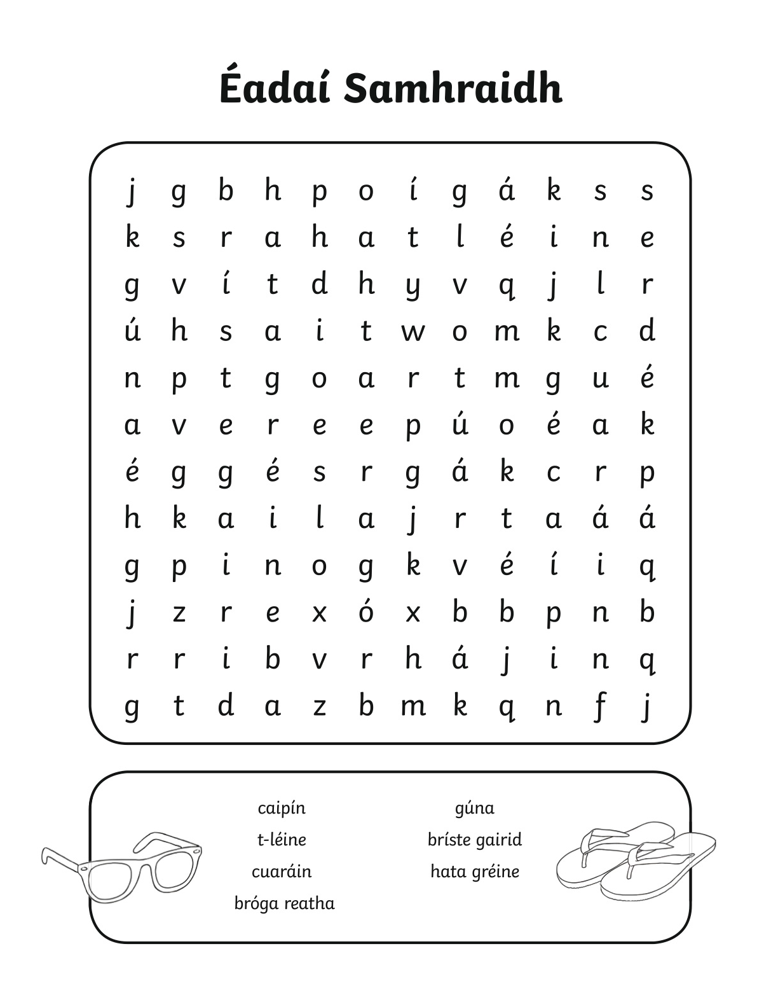 Éadaí Samhraidh
j g b h p o í g á k s s
k s r a h a t l é i n e
g v í t d h y v q j l r
ú h s a i t w o m k c d
n p t g o a r t m g u é
a v e r e e p ú o é a k
é g g é s r g á k c r p
h k a i l a j r t a á á
g p i n o g k v é í i q
j z r e x ó x b b p n b
r r i b v r h á j i n q
g t d a z b m k q n f j
caipín gúna
t-léine bríste gairid
cuaráin hata gréine
bróga reatha